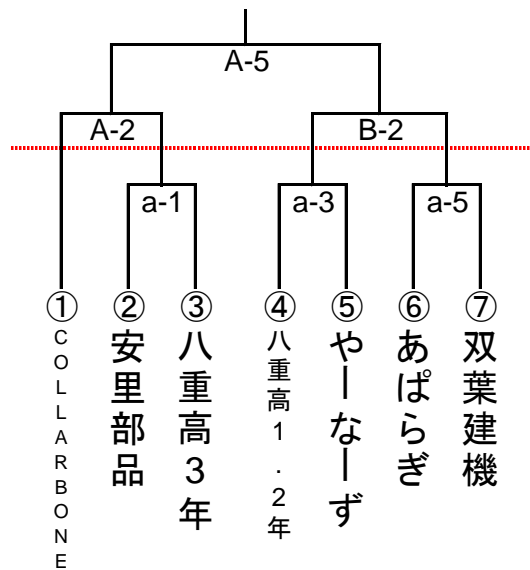 A-5
A-2
B-2
a-1
a-3
a-5
①COLLARBONE
②安里部品
③八重高3年
④八重高1.2年
⑤やーなーず
⑥あぱらぎ
⑦双葉建機